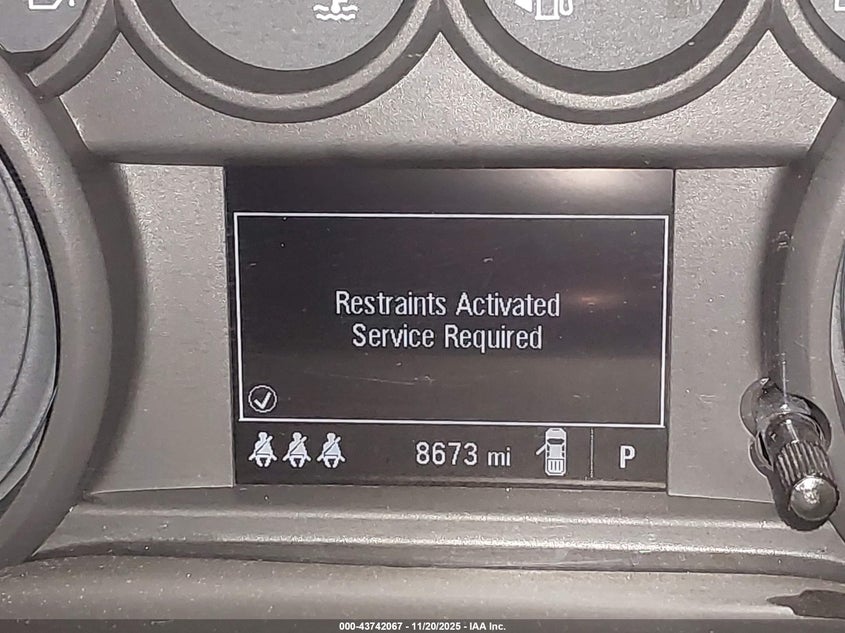 Restraints Activated
Service Required
8673 mi
P
000-43742067 - 11/20/2025 - IAA Inc.